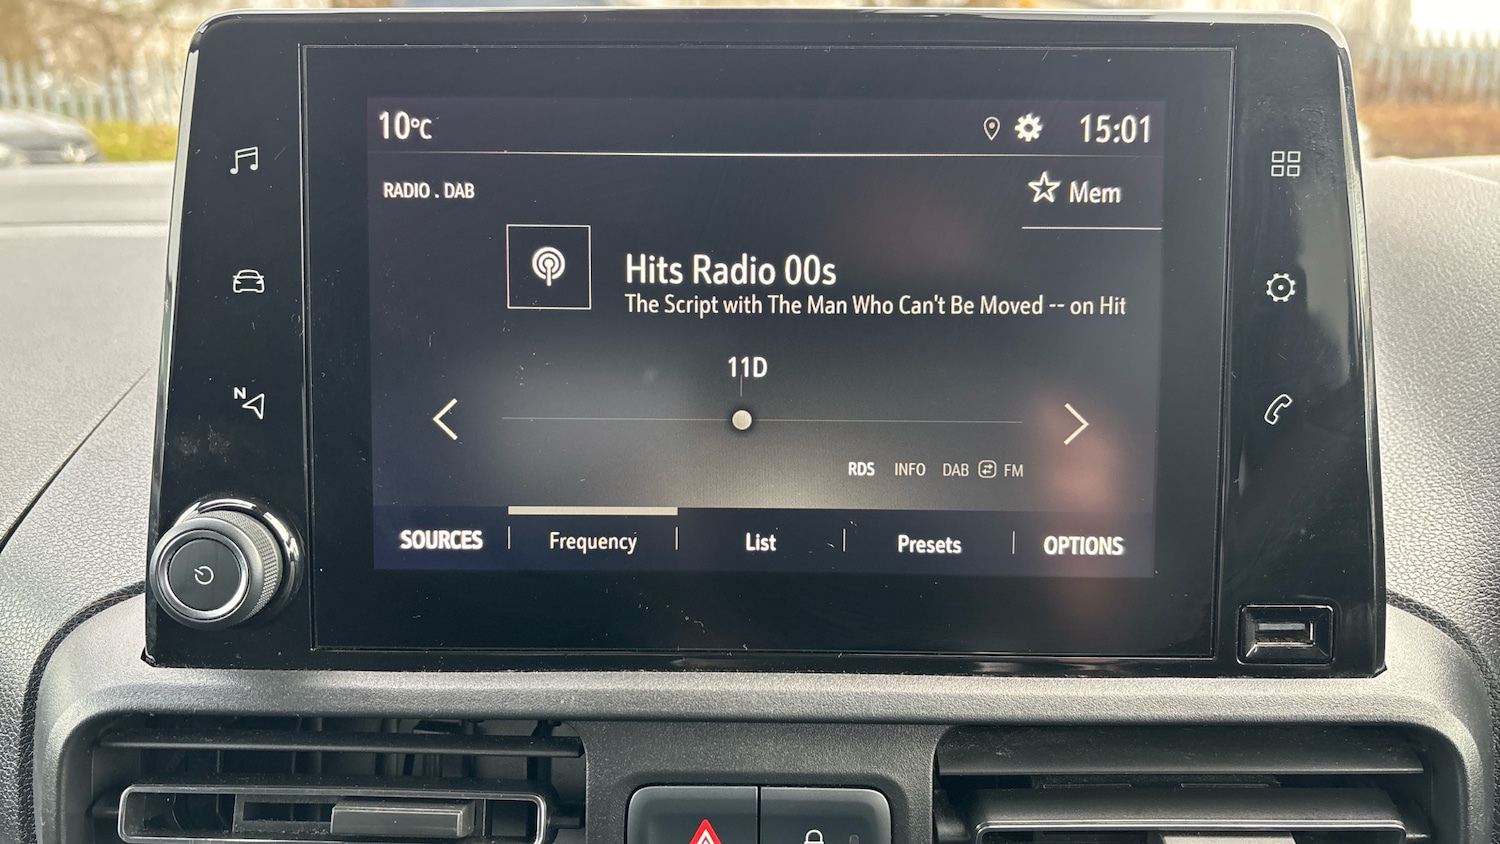 10°C
15:01
RADIO . DAB
Mem
Hits Radio 00s
The Script with The Man Who Can't Be Moved -- on Hit
11D
RDS INFO DAB FM
N
SOURCES Frequency List Presets OPTIONS